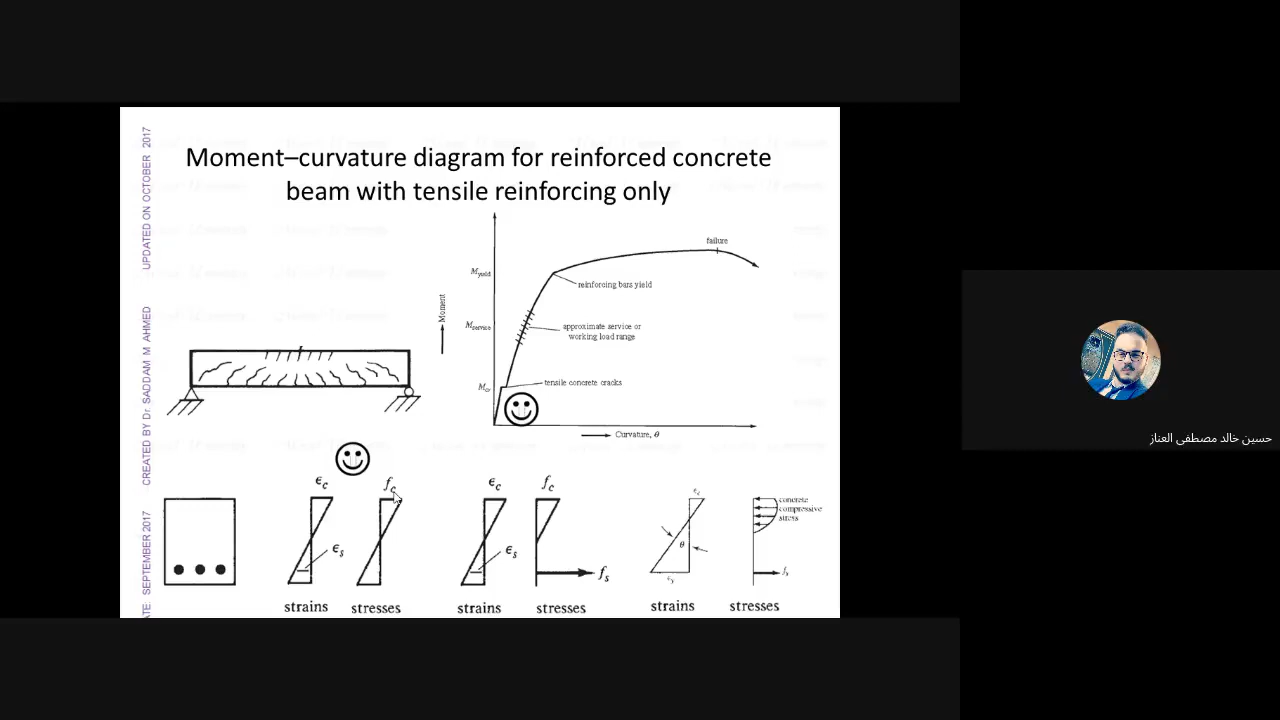 Moment–curvature diagram for reinforced concrete
beam with tensile reinforcing only
UPDATED ON OCTOBER 2017
CREATED BY Dr. SADDAM M AHMED
ATE: SEPTEMBER 2017
failure
M_yield
reinforcing bars yield
Moment
M_service
approximate service or
working load range
M_cr
tensile concrete cracks
Curvature, θ
ϵ_c
f_c
ϵ_s
strains
stresses
ϵ_c
f_c
ϵ_s
f_s
strains
stresses
ϵ_c
θ
concrete
compressive
stress
f_s
strains
stresses
حسين خالد مصطفى العناز